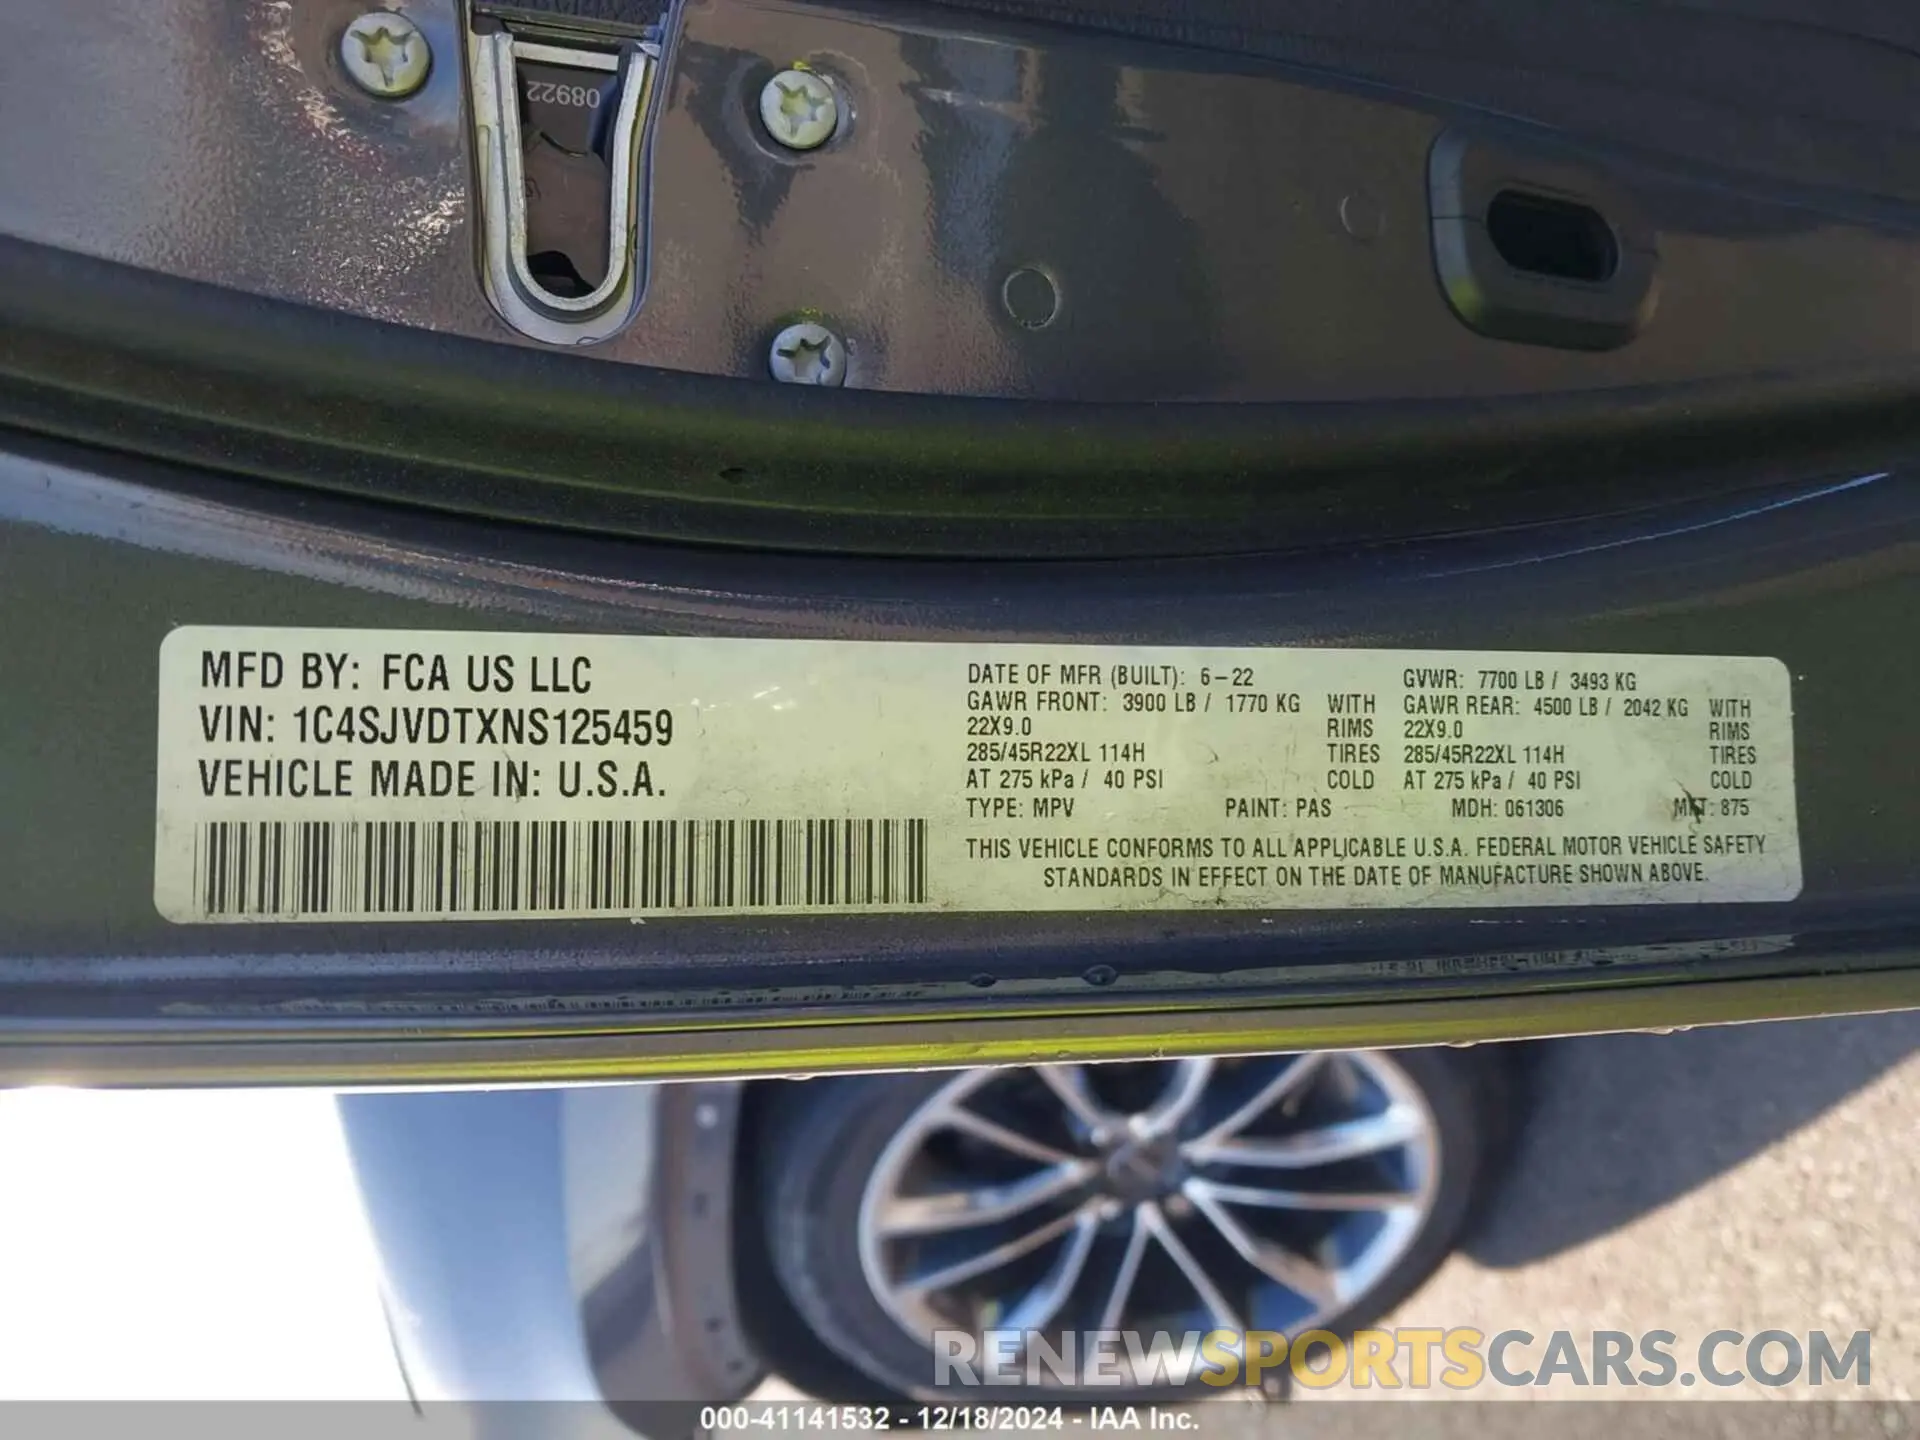 08922
MFD BY: FCA US LLC
VIN: 1C4SJVDTXNS125459
VEHICLE MADE IN: U.S.A.
DATE OF MFR (BUILT): 6-22 GVWR: 7700 LB / 3493 KG
GAWR FRONT: 3900 LB / 1770 KG WITH GAWR REAR: 4500 LB / 2042 KG WITH
22X9.0 RIMS 22X9.0 RIMS
285/45R22XL 114H TIRES 285/45R22XL 114H TIRES
AT 275 kPa / 40 PSI COLD AT 275 kPa / 40 PSI COLD
TYPE: MPV PAINT: PAS MDH: 061306 875
THIS VEHICLE CONFORMS TO ALL APPLICABLE U.S.A. FEDERAL MOTOR VEHICLE SAFETY
STANDARDS IN EFFECT ON THE DATE OF MANUFACTURE SHOWN ABOVE.
RENEWSPORTSCARS.COM
000-41141532 - 12/18/2024 - IAA Inc.